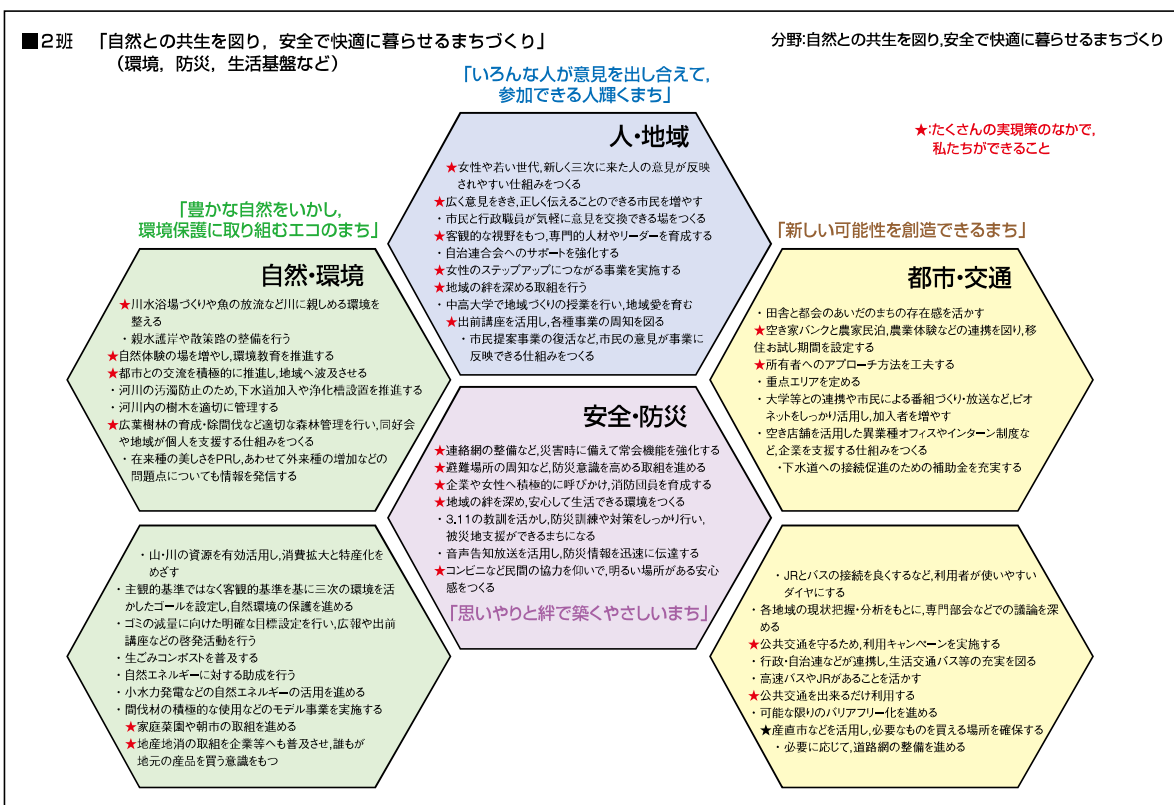 ■2班 「自然との共生を図り，安全で快適に暮らせるまちづくり」
（環境，防災，生活基盤など）
分野:自然との共生を図り,安全で快適に暮らせるまちづくり
★:たくさんの実現策のなかで，
私たちができること
「いろんな人が意見を出し合えて，
参加できる人輝くまち」
人・地域
★女性や若い世代,新しく三次に来た人の意見が反映
されやすい仕組みをつくる
★広く意見をきき,正しく伝えることのできる市民を増やす
・市民と行政職員が気軽に意見を交換できる場をつくる
★客観的な視野をもつ,専門的人材やリーダーを育成する
・自治連合会へのサポートを強化する
★女性のステップアップにつながる事業を実施する
★地域の絆を深める取組を行う
・中高大学で地域づくりの授業を行い,地域愛を育む
★出前講座を活用し,各種事業の周知を図る
・市民提案事業の復活など,市民の意見が事業に
反映できる仕組みをつくる
「豊かな自然をいかし，
環境保護に取り組むエコのまち」
自然・環境
★川水浴場づくりや魚の放流など川に親しめる環境を
整える
・親水護岸や散策路の整備を行う
★自然体験の場を増やし,環境教育を推進する
★都市との交流を積極的に推進し,地域へ波及させる
・河川の汚濁防止のため,下水道加入や浄化槽設置を推進する
・河川内の樹木を適切に管理する
★広葉樹林の育成・除間伐など適切な森林管理を行い,同好会
や地域が個人を支援する仕組みをつくる
・在来種の美しさをPRし,あわせて外来種の増加などの
問題点についても情報を発信する
・山・川の資源を有効活用し,消費拡大と特産化を
めざす
・主観的基準ではなく客観的基準を基に三次の環境を活
かしたゴールを設定し,自然環境の保護を進める
・ゴミの減量に向けた明確な目標設定を行い,広報や出前
講座などの啓発活動を行う
・生ごみコンポストを普及する
・自然エネルギーに対する助成を行う
・小水力発電などの自然エネルギーの活用を進める
・間伐材の積極的な使用などのモデル事業を実施する
★家庭菜園や朝市の取組を進める
★地産地消の取組を企業等へも普及させ,誰もが
地元の産品を買う意識をもつ
安全・防災
★連絡網の整備など,災害時に備えて常会機能を強化する
★避難場所の周知など,防災意識を高める取組を進める
★企業や女性へ積極的に呼びかけ,消防団員を育成する
★地域の絆を深め,安心して生活できる環境をつくる
・3.11の教訓を活かし,防災訓練や対策をしっかり行い,
被災地支援ができるまちになる
・音声告知放送を活用し,防災情報を迅速に伝達する
★コンビニなど民間の協力を仰いで,明るい場所がある安心
感をつくる
「思いやりと絆で築くやさしいまち」
「新しい可能性を創造できるまち」
都市・交通
・田舎と都会のあいだのまちの存在感を活かす
★空き家バンクと農家民泊,農業体験などの連携を図り,移
住お試し期間を設定する
★所有者へのアプローチ方法を工夫する
・重点エリアを定める
・大学等との連携や市民による番組づくり・放送など,ピオ
ネットをしっかり活用し,加入者を増やす
・空き店舗を活用した異業種オフィスやインターン制度な
ど,企業を支援する仕組みをつくる
・下水道への接続促進のための補助金を充実する
・JRとバスの接続を良くするなど,利用者が使いやすい
ダイヤにする
・各地域の現状把握・分析をもとに,専門部会などでの議論を深
める
★公共交通を守るため,利用キャンペーンを実施する
・行政・自治連などが連携し,生活交通バス等の充実を図る
・高速バスやJRがあることを活かす
★公共交通を出来るだけ利用する
・可能な限りのバリアフリー化を進める
★産直市などを活用し,必要なものを買える場所を確保する
・必要に応じて,道路網の整備を進める